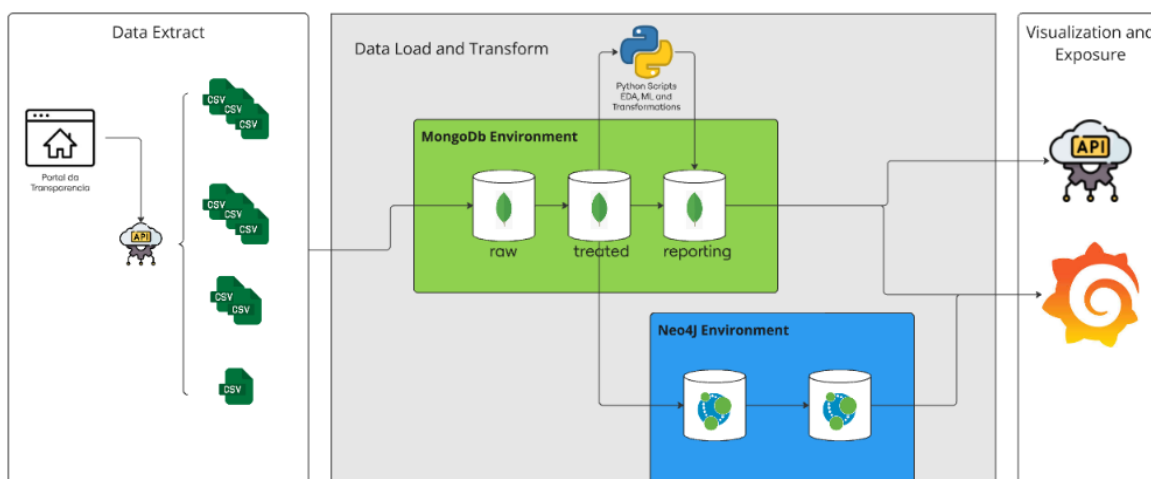 Data Extract
Portal da
Transparencia
API
CSV
CSV
CSV
CSV
CSV
CSV
CSV
CSV
CSV
Data Load and Transform
Python Scripts
EDA, ML and
Transformations
MongoDb Environment
raw
treated
reporting
Neo4J Environment
Visualization and
Exposure
API